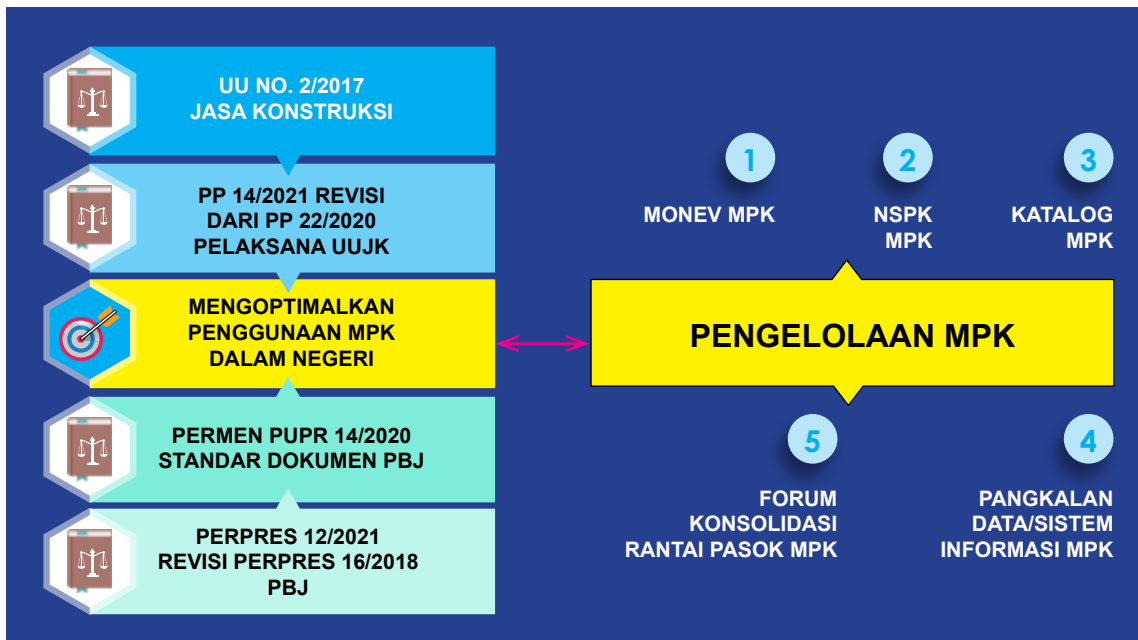 UU NO. 2/2017
JASA KONSTRUKSI
PP 14/2021 REVISI
DARI PP 22/2020
PELAKSANA UUJK
MENGOPTIMALKAN
PENGGUNAAN MPK
DALAM NEGERI
PERMEN PUPR 14/2020
STANDAR DOKUMEN PBJ
PERPRES 12/2021
REVISI PERPRES 16/2018
PBJ
1
MONEV MPK
2
NSPK
MPK
3
KATALOG
MPK
PENGELOLAAN MPK
5
FORUM
KONSOLIDASI
RANTAI PASOK MPK
4
PANGKALAN
DATA/SISTEM
INFORMASI MPK